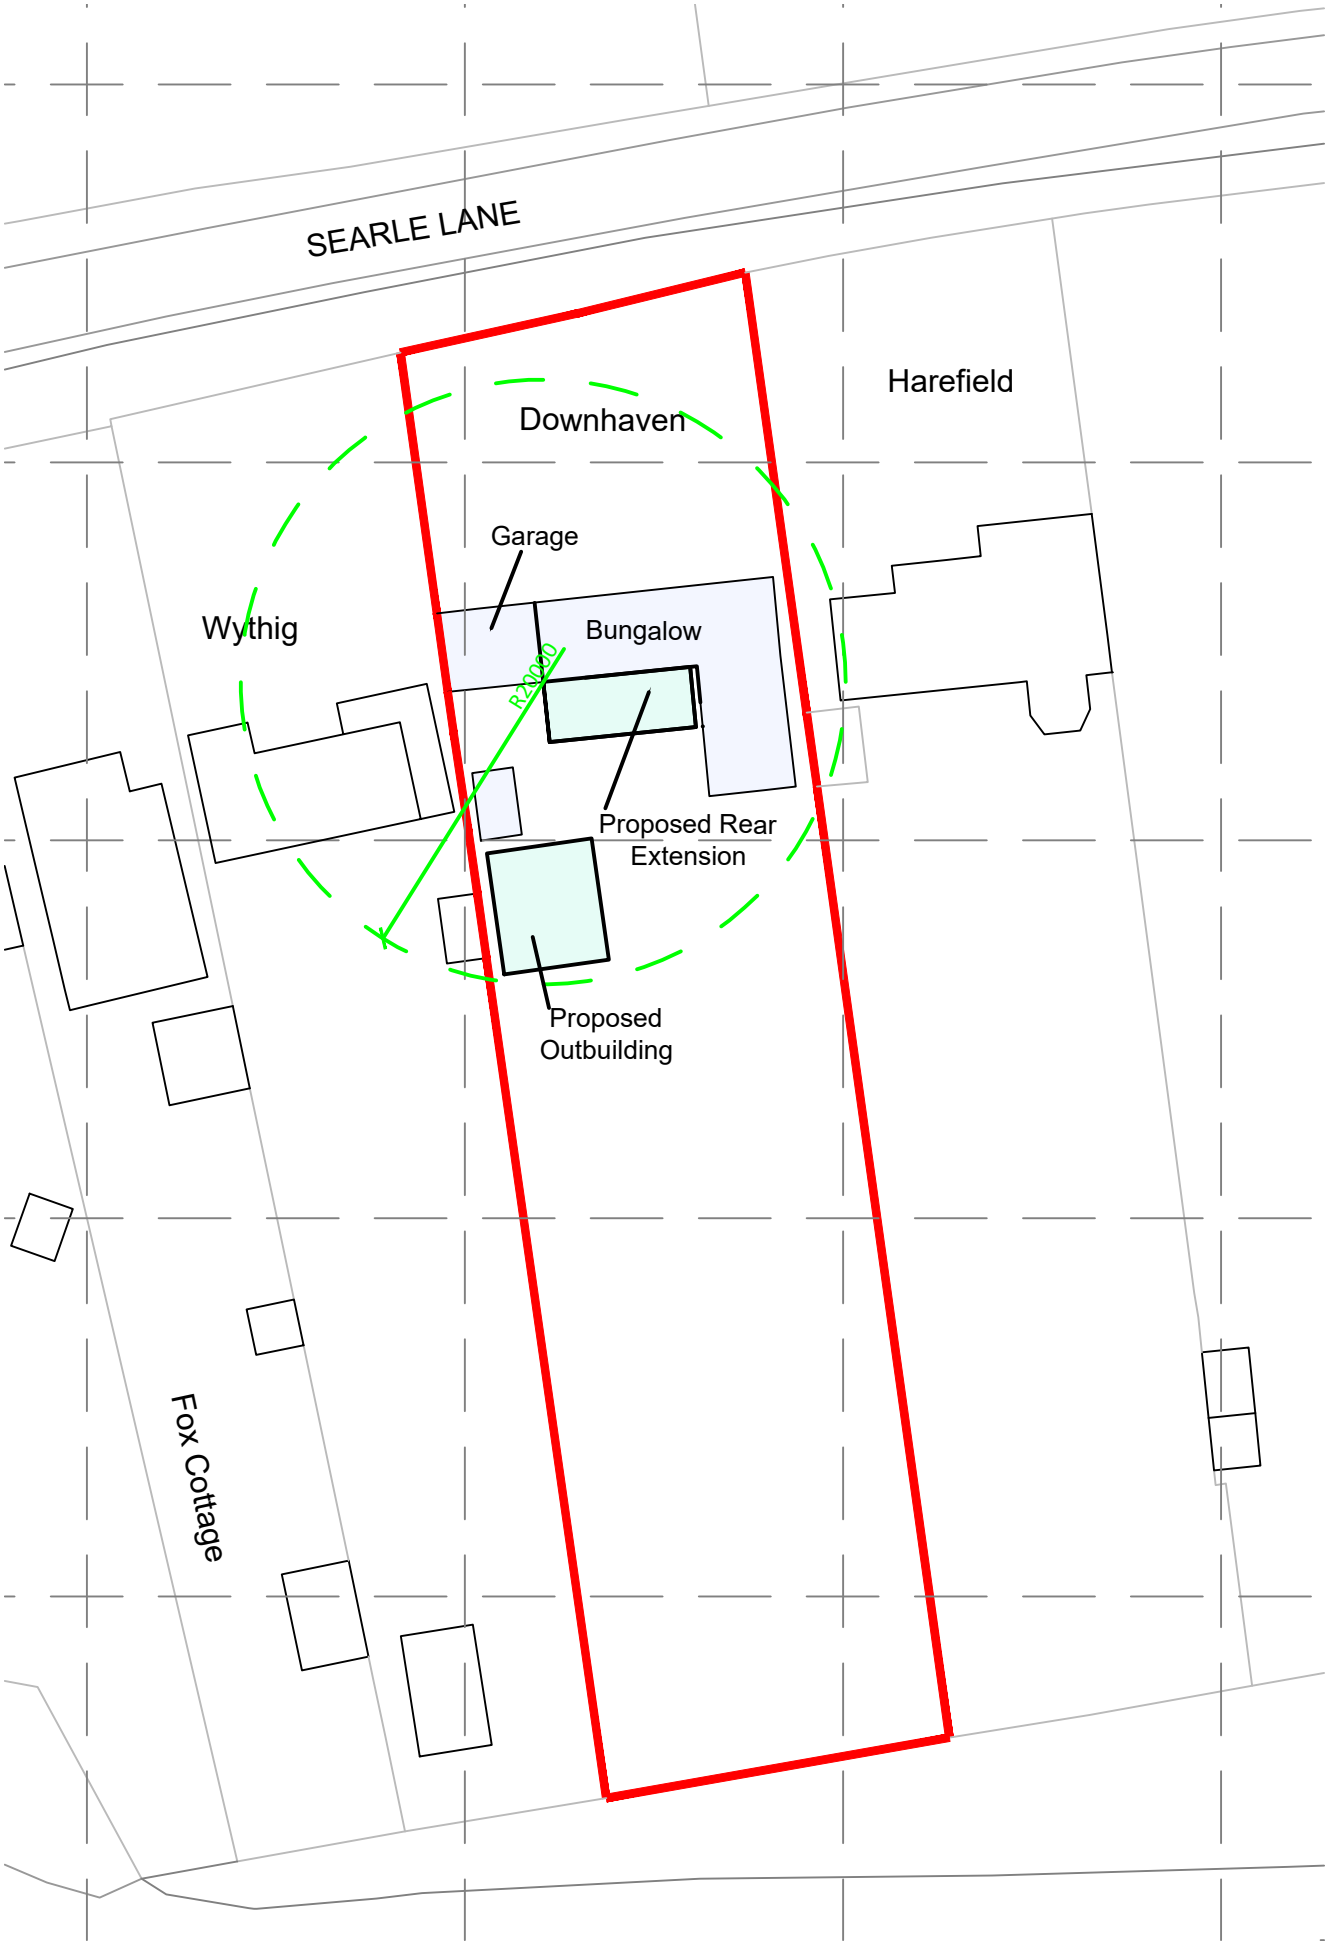 SEARLE LANE
Harefield
Downhaven
Garage
Wythig
Bungalow
R20000
Proposed Rear
Extension
Proposed
Outbuilding
Fox Cottage